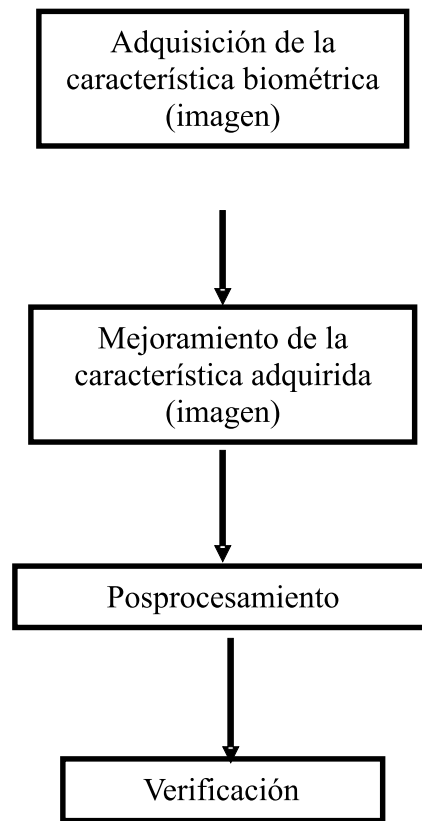 Adquisición de la
característica biométrica
(imagen)
Mejoramiento de la
característica adquirida
(imagen)
Posprocesamiento
Verificación